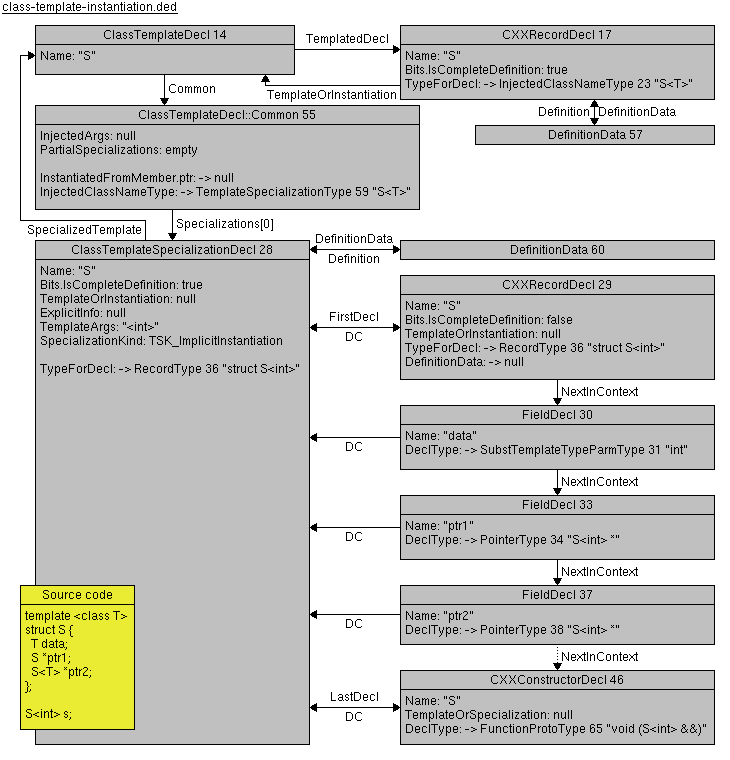 class-template-instantiation.ded
ClassTemplateDecl 14
Name: "S"
TemplatedDecl
CXXRecordDecl 17
Name: "S"
Bits.IsCompleteDefinition: true
TypeForDecl: -> InjectedClassNameType 23 "S<T>"
Common
TemplateOrInstantiation
ClassTemplateDecl::Common 55
InjectedArgs: null
PartialSpecializations: empty
InstantiatedFromMember.ptr: -> null
InjectedClassNameType: -> TemplateSpecializationType 59 "S<T>"
Definition
DefinitionData
DefinitionData 57
SpecializedTemplate
Specializations[0]
ClassTemplateSpecializationDecl 28
Name: "S"
Bits.IsCompleteDefinition: true
TemplateOrInstantiation: null
ExplicitInfo: null
TemplateArgs: "<int>"
SpecializationKind: TSK_ImplicitInstantiation
TypeForDecl: -> RecordType 36 "struct S<int>"
DefinitionData
Definition
DefinitionData 60
FirstDecl
DC
CXXRecordDecl 29
Name: "S"
Bits.IsCompleteDefinition: false
TemplateOrInstantiation: null
TypeForDecl: -> RecordType 36 "struct S<int>"
DefinitionData: -> null
NextInContext
DC
FieldDecl 30
Name: "data"
DeclType: -> SubstTemplateTypeParmType 31 "int"
NextInContext
DC
FieldDecl 33
Name: "ptr1"
DeclType: -> PointerType 34 "S<int> *"
NextInContext
DC
FieldDecl 37
Name: "ptr2"
DeclType: -> PointerType 38 "S<int> *"
NextInContext
LastDecl
DC
CXXConstructorDecl 46
Name: "S"
TemplateOrSpecialization: null
DeclType: -> FunctionProtoType 65 "void (S<int> &&)"
Source code
template <class T>
struct S {
T data;
S *ptr1;
S<T> *ptr2;
};
S<int> s;